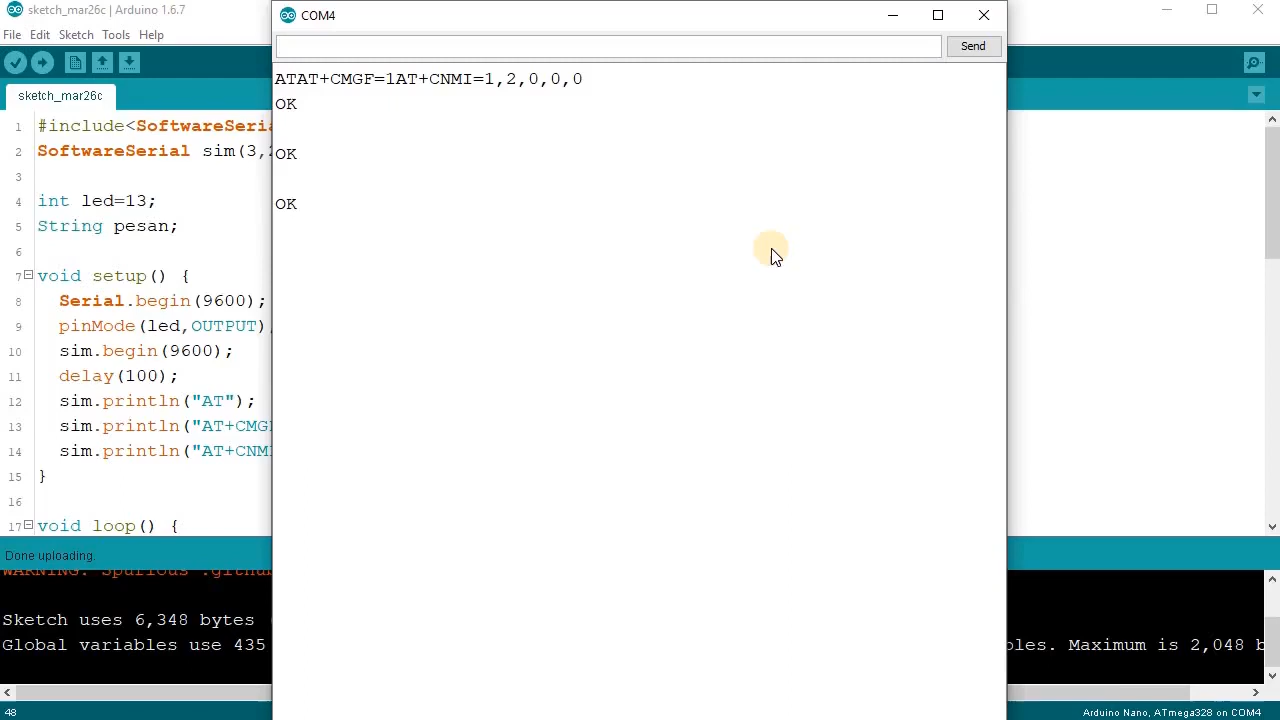 sketch_mar26c | Arduino 1.6.7
File Edit Sketch Tools Help
sketch_mar26c
COM4
Send
ATAT+CMGF=1AT+CNMI=1,2,0,0,0
OK
OK
OK
1 #include<SoftwareSeria
2 SoftwareSerial sim(3,2
3
4 int led=13;
5 String pesan;
6
7 void setup() {
8 Serial.begin(9600);
9 pinMode(led,OUTPUT)
10 sim.begin(9600);
11 delay(100);
12 sim.println("AT");
13 sim.println("AT+CMGF
14 sim.println("AT+CNMI
15 }
16
17 void loop() {
Done uploading.
WARNING: Spurious .github
Sketch uses 6,348 bytes
Global variables use 435 bles. Maximum is 2,048 b
48
Arduino Nano, ATmega328 on COM4